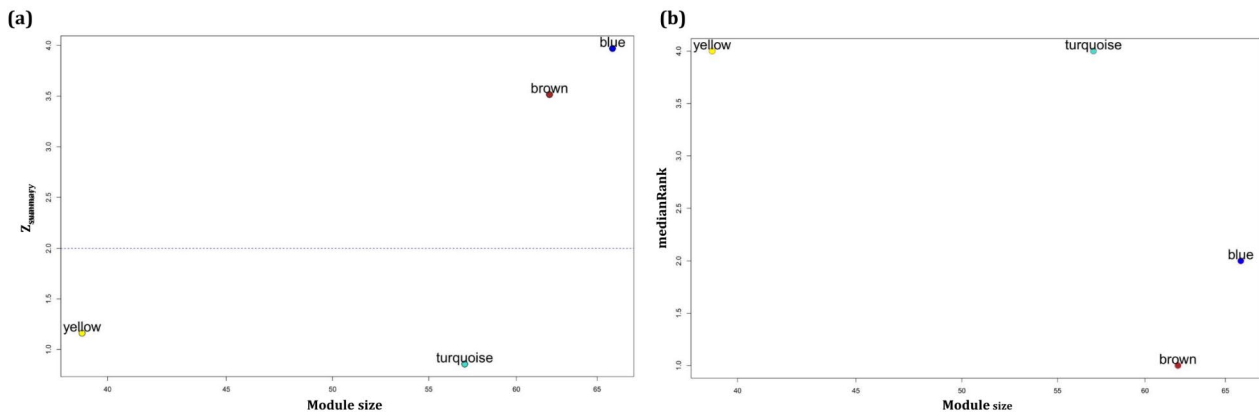 (a)
4.0
3.5
3.0
2.5
2.0
1.5
1.0
Zsummary
blue
brown
yellow
turquoise
40
45
50
55
60
65
Module size
(b)
4.0
3.5
3.0
2.5
2.0
1.5
1.0
medianRank
yellow
turquoise
blue
brown
40
45
50
55
60
65
Module size